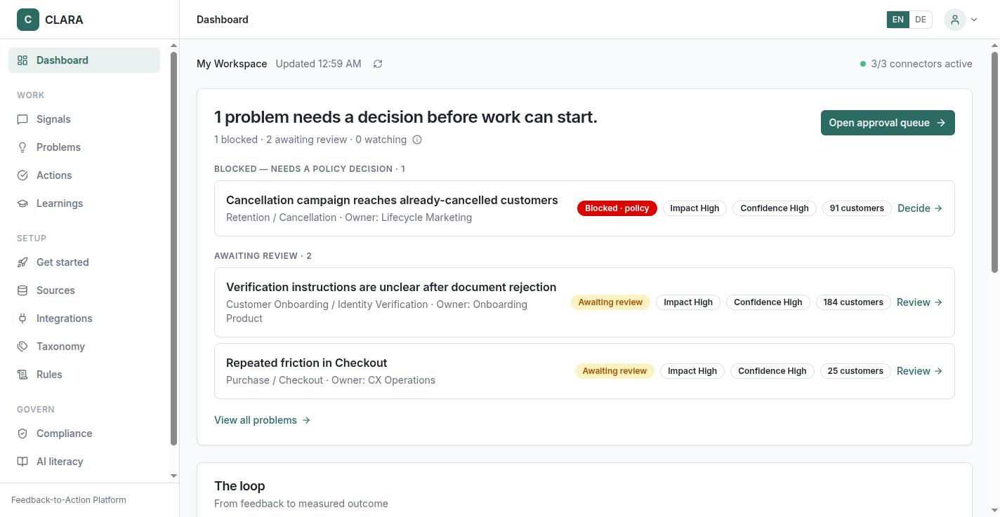 C
CLARA
Dashboard
EN
DE
Dashboard
WORK
Signals
Problems
Actions
Learnings
SETUP
Get started
Sources
Integrations
Taxonomy
Rules
GOVERN
Compliance
AI literacy
Feedback-to-Action Platform
My Workspace
Updated 12:59 AM
3/3 connectors active
1 problem needs a decision before work can start.
1 blocked · 2 awaiting review · 0 watching
Open approval queue
BLOCKED — NEEDS A POLICY DECISION · 1
Cancellation campaign reaches already-cancelled customers
Retention / Cancellation · Owner: Lifecycle Marketing
Blocked · policy
Impact High
Confidence High
91 customers
Decide
AWAITING REVIEW · 2
Verification instructions are unclear after document rejection
Customer Onboarding / Identity Verification · Owner: Onboarding
Product
Awaiting review
Impact High
Confidence High
184 customers
Review
Repeated friction in Checkout
Purchase / Checkout · Owner: CX Operations
Awaiting review
Impact High
Confidence High
25 customers
Review
View all problems
The loop
From feedback to measured outcome